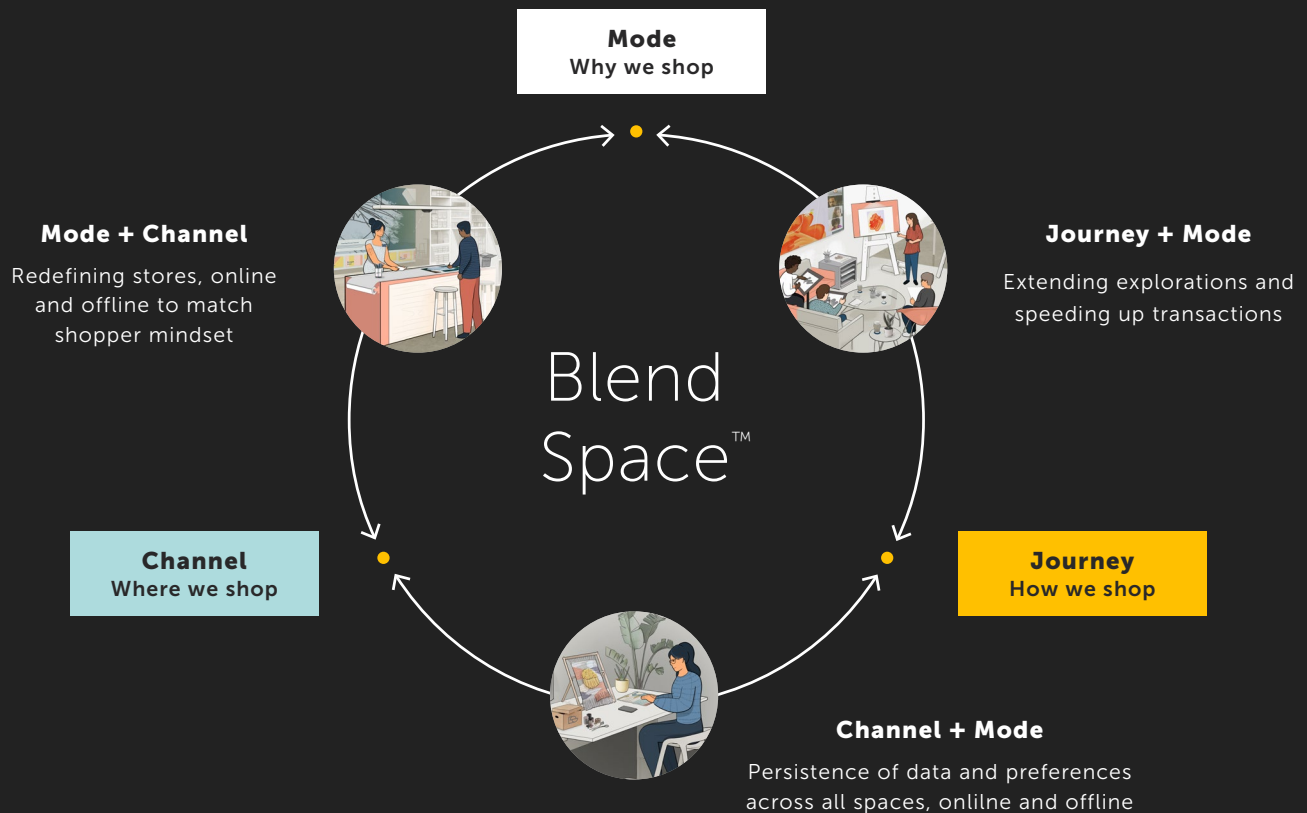 Mode
Why we shop
Mode + Channel
Redefining stores, online
and offline to match
shopper mindset
Journey + Mode
Extending explorations and
speeding up transactions
Blend
Space™
Channel
Where we shop
Journey
How we shop
Channel + Mode
Persistence of data and preferences
across all spaces, onlilne and offline